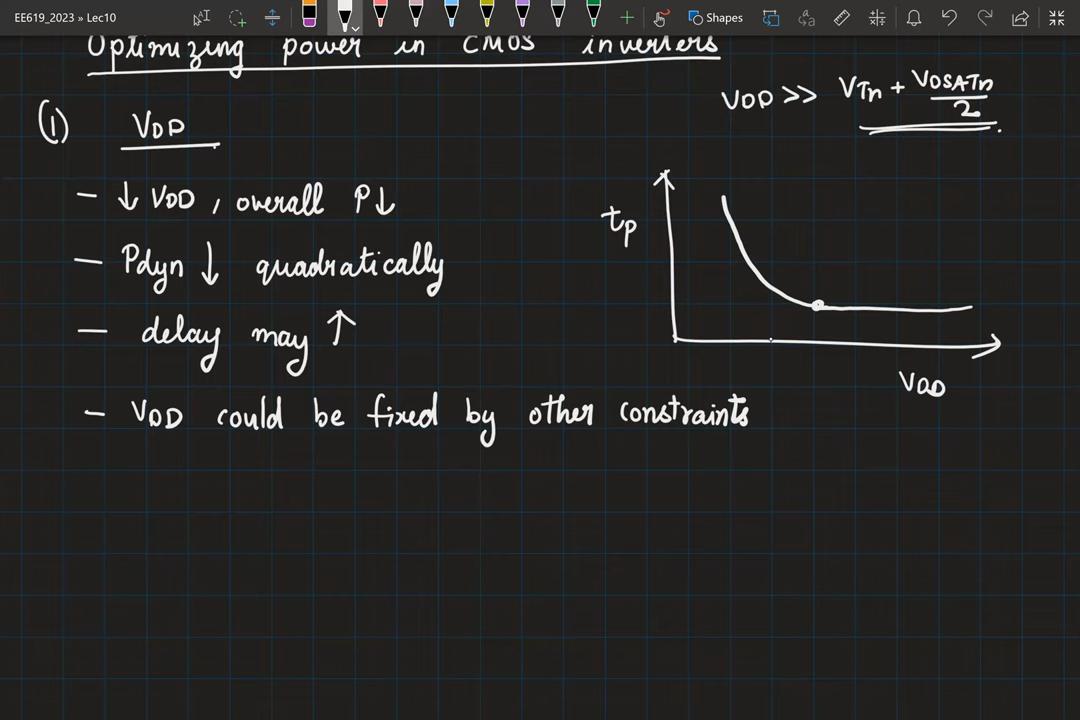 EE619_2023 » Lec10
Shapes
Optimizing power in CMOS inverters
VDD >> VTn + VDSATn/2
(1) VDD
- ↓ VDD, overall P↓
- Pdyn ↓ quadratically
- delay may ↑
- VDD could be fixed by other constraints
tp
VDD